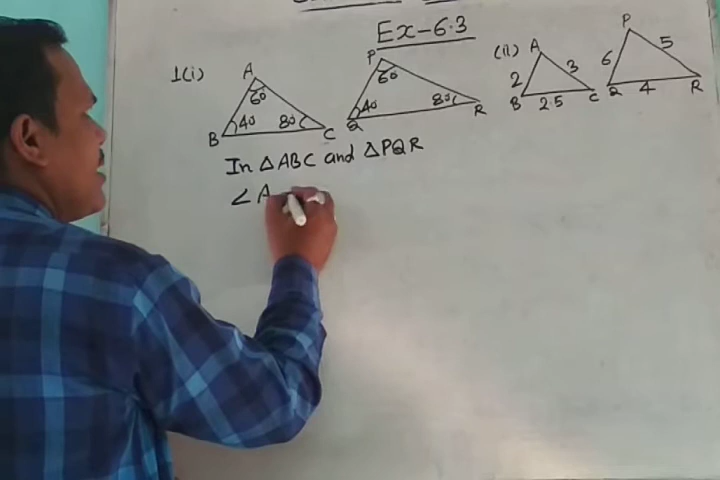 Ex-6.3
1(i)
A
60
B
40
80
C
P
60
Q
40
80
R
(ii)
A
2
3
B
2.5
C
P
6
5
Q
4
R
In △ABC and △PQR
∠A